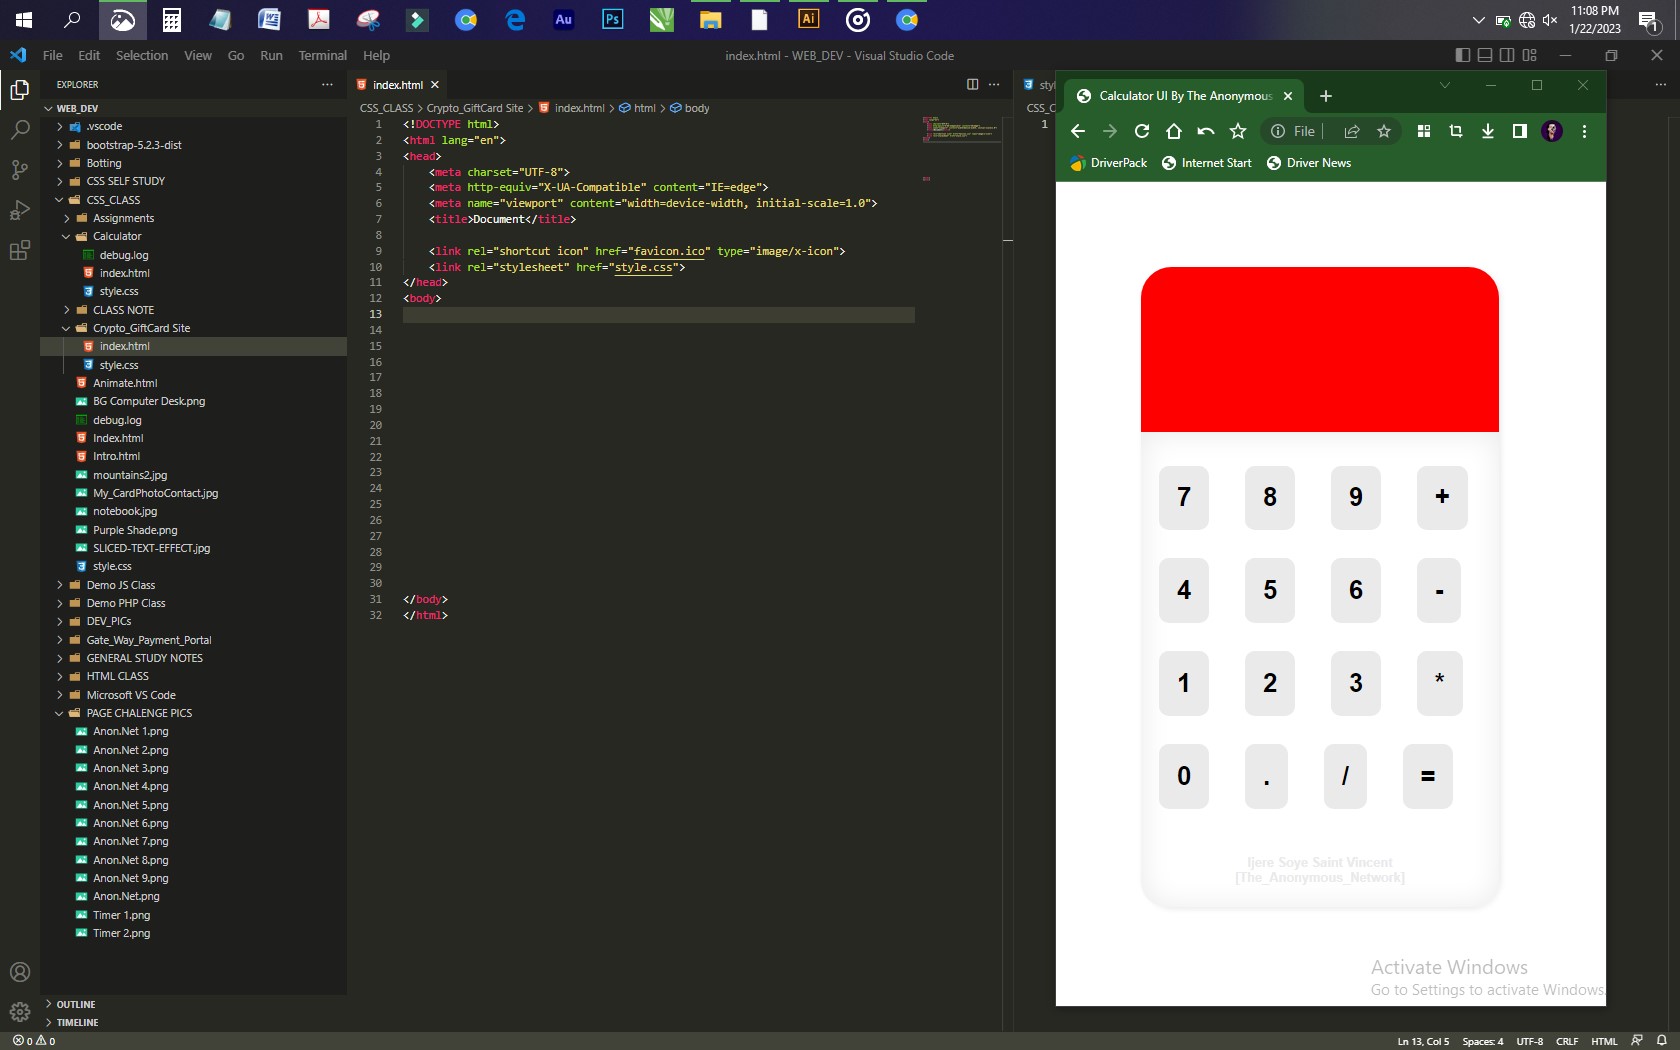 11:08 PM
1/22/2023
1
Au
Ps
Ai
File Edit Selection View Go Run Terminal Help
index.html - WEB_DEV - Visual Studio Code
EXPLORER
WEB_DEV
.vscode
bootstrap-5.2.3-dist
Botting
CSS SELF STUDY
CSS_CLASS
Assignments
Calculator
debug.log
index.html
style.css
CLASS NOTE
Crypto_GiftCard Site
index.html
style.css
Animate.html
BG Computer Desk.png
debug.log
Index.html
Intro.html
mountains2.jpg
My_CardPhotoContact.jpg
notebook.jpg
Purple Shade.png
SLICED-TEXT-EFFECT.jpg
style.css
Demo JS Class
Demo PHP Class
DEV_PICs
Gate_Way_Payment_Portal
GENERAL STUDY NOTES
HTML CLASS
Microsoft VS Code
PAGE CHALENGE PICS
Anon.Net 1.png
Anon.Net 2.png
Anon.Net 3.png
Anon.Net 4.png
Anon.Net 5.png
Anon.Net 6.png
Anon.Net 7.png
Anon.Net 8.png
Anon.Net 9.png
Anon.Net.png
Timer 1.png
Timer 2.png
OUTLINE
TIMELINE
index.html
CSS_CLASS > Crypto_GiftCard Site > index.html > html > body
1 <!DOCTYPE html>
2 <html lang="en">
3 <head>
4 <meta charset="UTF-8">
5 <meta http-equiv="X-UA-Compatible" content="IE=edge">
6 <meta name="viewport" content="width=device-width, initial-scale=1.0">
7 <title>Document</title>
8
9 <link rel="shortcut icon" href="favicon.ico" type="image/x-icon">
10 <link rel="stylesheet" href="style.css">
11 </head>
12 <body>
13
14
15
16
17
18
19
20
21
22
23
24
25
26
27
28
29
30
31 </body>
32 </html>
styl
CSS_C
1
Calculator UI By The Anonymous
File
DriverPack Internet Start Driver News
7 8 9 +
4 5 6 -
1 2 3 *
0 . / =
Ijere Soye Saint Vincent
[The_Anonymous_Network]
Activate Windows
Go to Settings to activate Windows.
0 0
Ln 13, Col 5 Spaces: 4 UTF-8 CRLF HTML